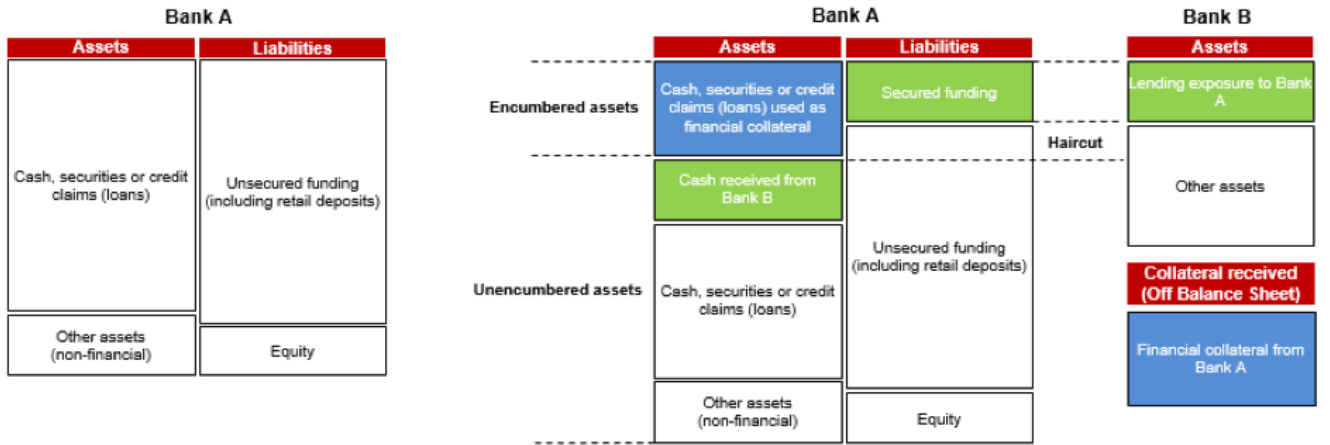 Bank A
Assets
Liabilities
Cash, securities or credit
claims (loans)
Unsecured funding
(including retail deposits)
Other assets
(non-financial)
Equity
Bank A
Assets
Liabilities
Encumbered assets
Cash, securities or credit
claims (loans) used as
financial collateral
Secured funding
Cash received from
Bank B
Unsecured funding
(including retail deposits)
Unencumbered assets
Cash, securities or credit
claims (loans)
Other assets
(non-financial)
Equity
Haircut
Bank B
Assets
Lending exposure to Bank
A
Other assets
Collateral received
(Off Balance Sheet)
Financial collateral from
Bank A